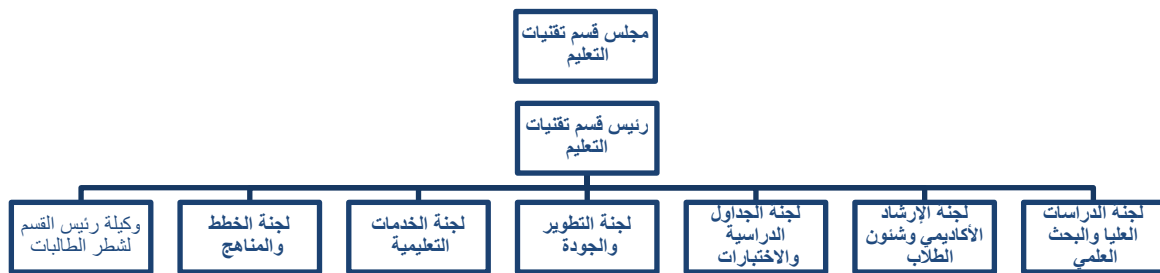 مجلس قسم تقنيات
التعليم
رئيس قسم تقنيات
التعليم
لجنة الدراسات
العليا والبحث
العلمي
لجنة الإرشاد
الأكاديمي وشئون
الطلاب
لجنة الجداول
الدراسية
والاختبارات
لجنة التطوير
والجودة
لجنة الخدمات
التعليمية
لجنة الخطط
والمناهج
وكيلة رئيس القسم
لشطر الطالبات